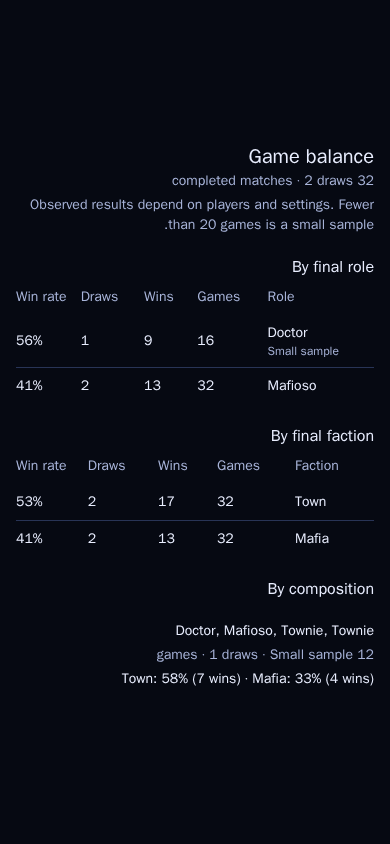 Game balance
completed matches · 2 draws 32
Observed results depend on players and settings. Fewer
.than 20 games is a small sample
By final role
Win rate Draws Wins Games Role
56% 1 9 16 Doctor
Small sample
41% 2 13 32 Mafioso
By final faction
Win rate Draws Wins Games Faction
53% 2 17 32 Town
41% 2 13 32 Mafia
By composition
Doctor, Mafioso, Townie, Townie
games · 1 draws · Small sample 12
Town: 58% (7 wins) · Mafia: 33% (4 wins)